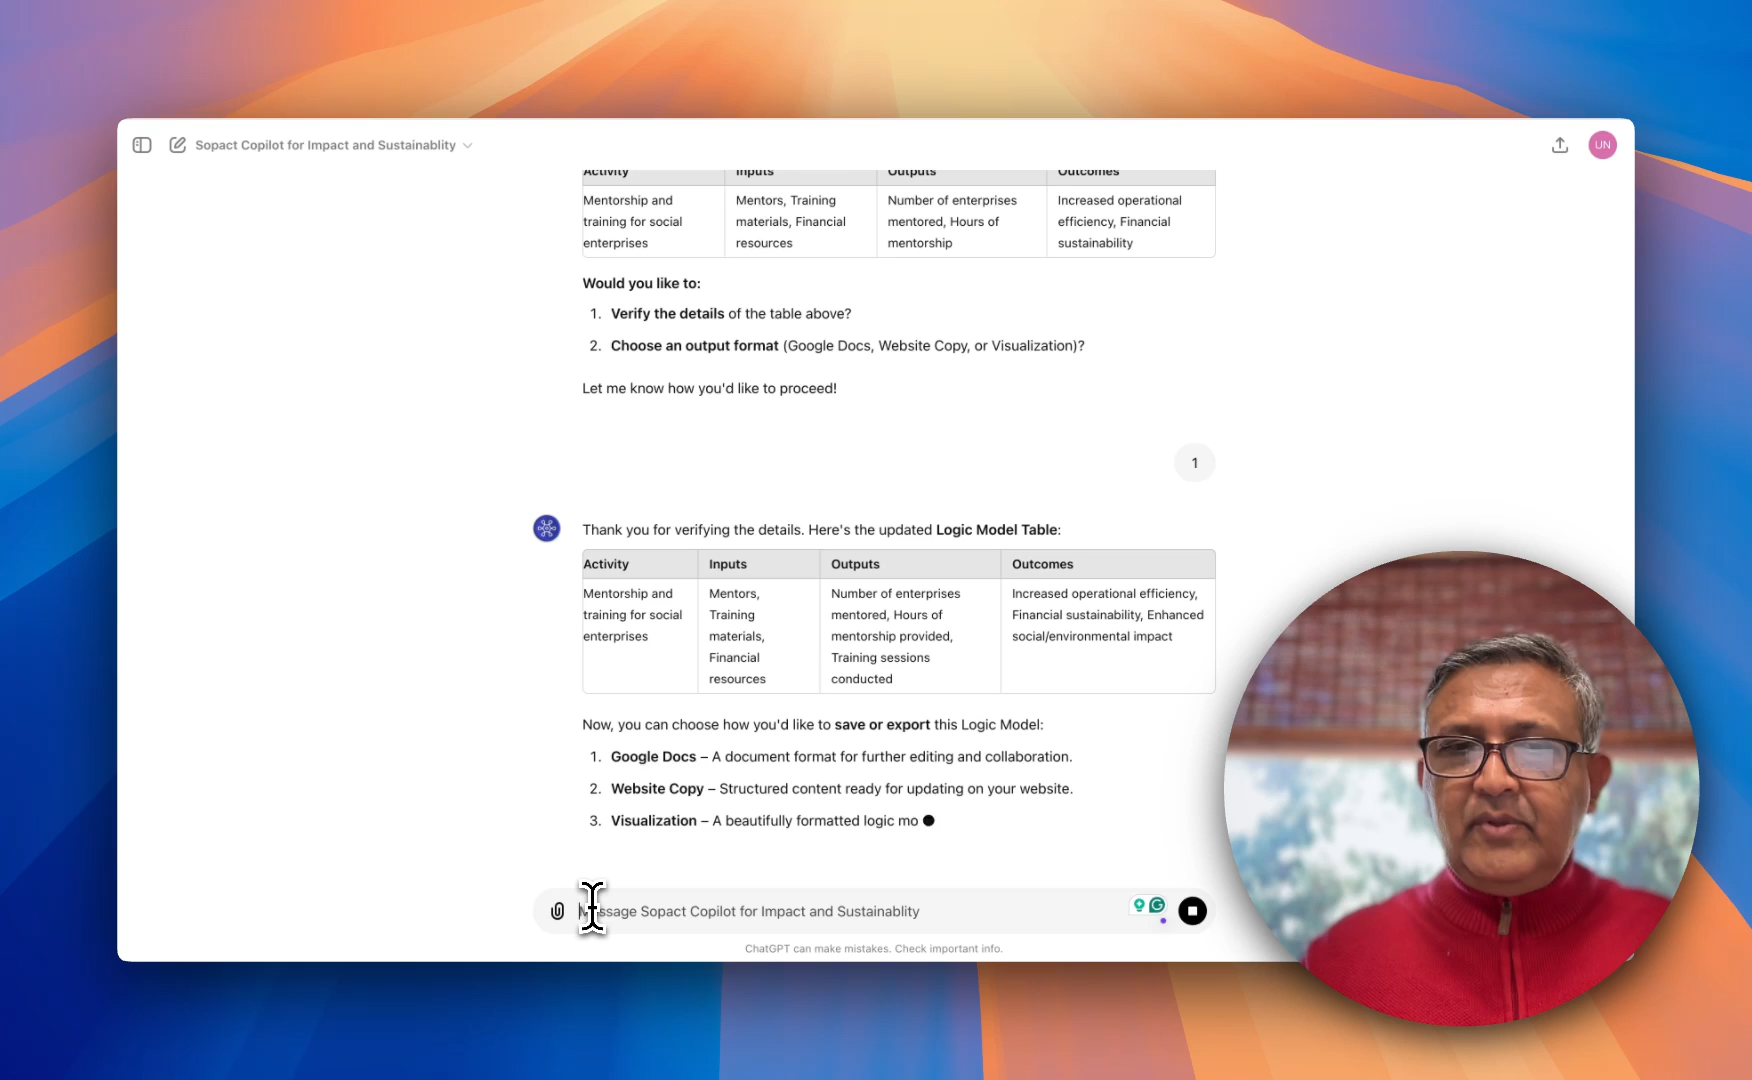 Sopact Copilot for Impact and Sustainablity
UN
Activity Inputs Outputs Outcomes
Mentorship and training for social enterprises
Mentors, Training materials, Financial resources
Number of enterprises mentored, Hours of mentorship
Increased operational efficiency, Financial sustainability
Would you like to:
1. Verify the details of the table above?
2. Choose an output format (Google Docs, Website Copy, or Visualization)?
Let me know how you'd like to proceed!
1
Thank you for verifying the details. Here's the updated Logic Model Table:
Activity Inputs Outputs Outcomes
Mentorship and training for social enterprises
Mentors, Training materials, Financial resources
Number of enterprises mentored, Hours of mentorship provided, Training sessions conducted
Increased operational efficiency, Financial sustainability, Enhanced social/environmental impact
Now, you can choose how you'd like to save or export this Logic Model:
1. Google Docs – A document format for further editing and collaboration.
2. Website Copy – Structured content ready for updating on your website.
3. Visualization – A beautifully formatted logic mo
Message Sopact Copilot for Impact and Sustainablity
ChatGPT can make mistakes. Check important info.